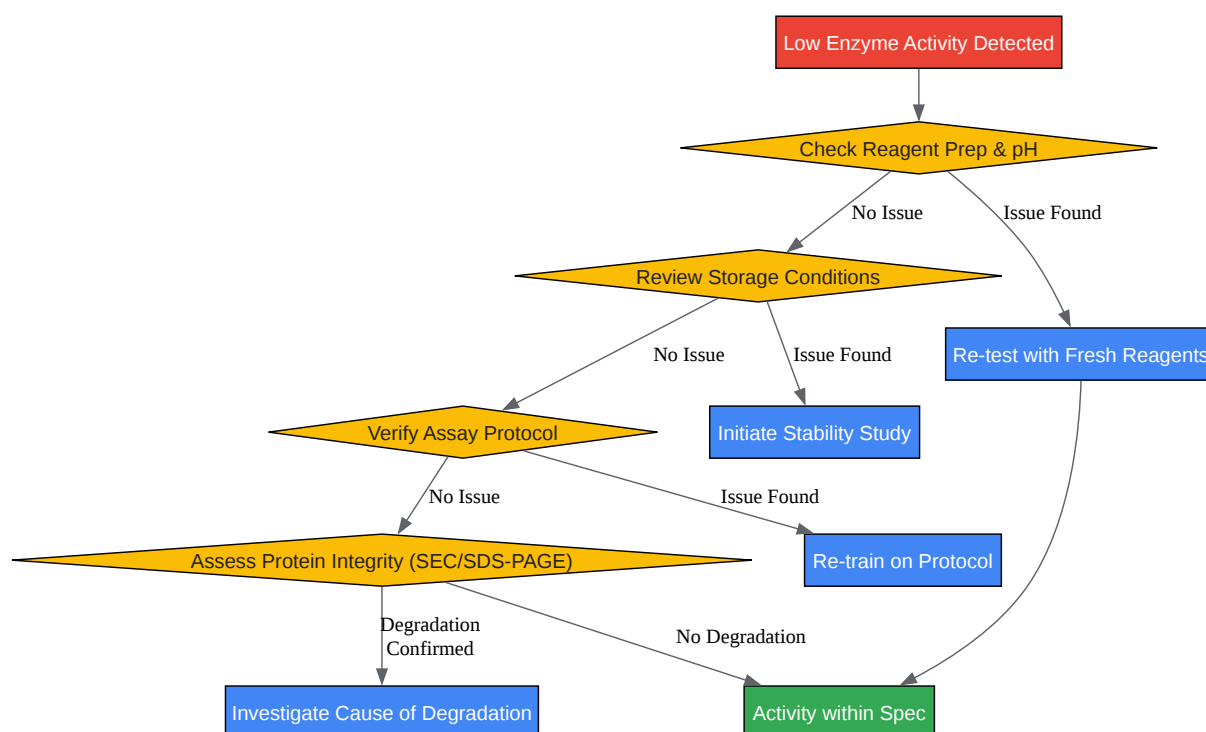 Low Enzyme Activity Detected
Check Reagent Prep & pH
No Issue
Issue Found
Review Storage Conditions
No Issue
Issue Found
Re-test with Fresh Reagents
Verify Assay Protocol
Initiate Stability Study
No Issue
Issue Found
Assess Protein Integrity (SEC/SDS-PAGE)
Re-train on Protocol
Degradation
Confirmed
No Degradation
Investigate Cause of Degradation
Activity within Spec